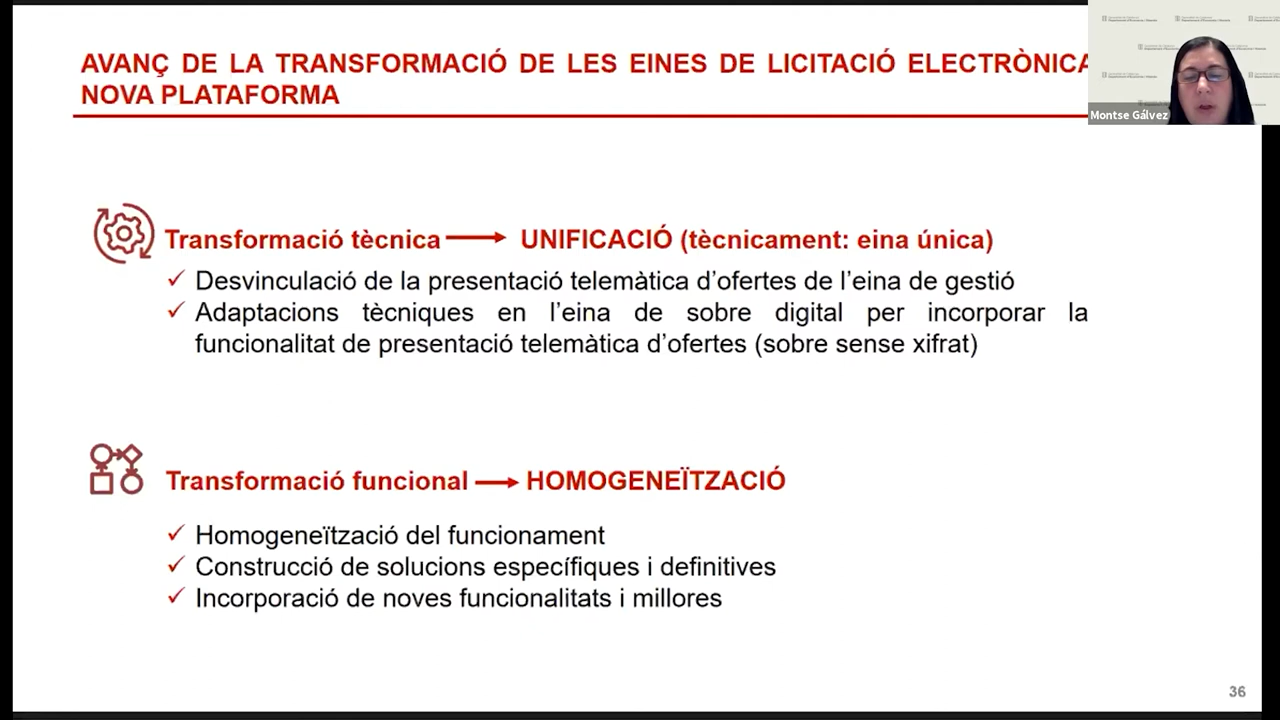 AVANÇ DE LA TRANSFORMACIÓ DE LES EINES DE LICITACIÓ ELECTRÒNICA
NOVA PLATAFORMA
Montse Gálvez
Transformació tècnica
UNIFICACIÓ (tècnicament: eina única)
✓ Desvinculació de la presentació telemàtica d’ofertes de l’eina de gestió
✓ Adaptacions tècniques en l’eina de sobre digital per incorporar la
funcionalitat de presentació telemàtica d’ofertes (sobre sense xifrat)
Transformació funcional
HOMOGENEÏTZACIÓ
✓ Homogeneïtzació del funcionament
✓ Construcció de solucions específiques i definitives
✓ Incorporació de noves funcionalitats i millores
36